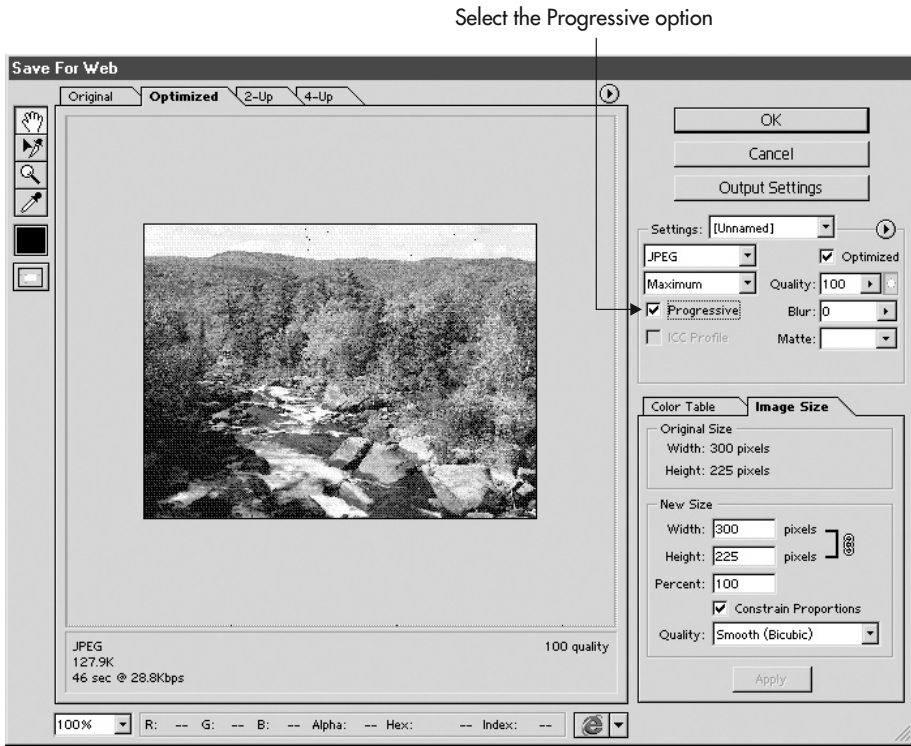 Select the Progressive option
Save For Web
Original
Optimized
2-Up
4-Up
OK
Cancel
Output Settings
Settings: [Unnamed]
JPEG
Optimized
Maximum
Quality: 100
Progressive
Blur: 0
ICC Profile
Matte:
Color Table
Image Size
Original Size
Width: 300 pixels
Height: 225 pixels
New Size
Width: 300 pixels
Height: 225 pixels
Percent: 100
Constrain Proportions
Quality: Smooth (Bicubic)
Apply
JPEG
100 quality
127.9K
46 sec @ 28.8Kbps
100% R: -- G: -- B: -- Alpha: -- Hex: -- Index: --